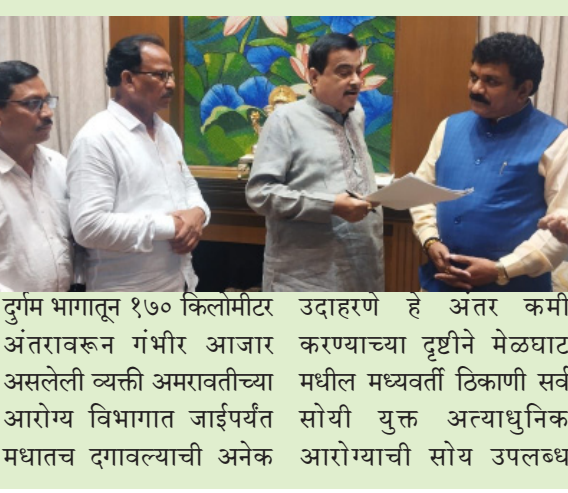 दुर्गम भागातून १७० किलोमीटर
अंतरावरून गंभीर आजार
असलेली व्यक्ती अमरावतीच्या
आरोग्य विभागात जाईपर्यंत
मधातच दगावल्याची अनेक
उदाहरणे हे अंतर कमी
करण्याच्या दृष्टीने मेळघाट
मधील मध्यवर्ती ठिकाणी सर्व
सोयी युक्त अत्याधुनिक
आरोग्याची सोय उपलब्ध